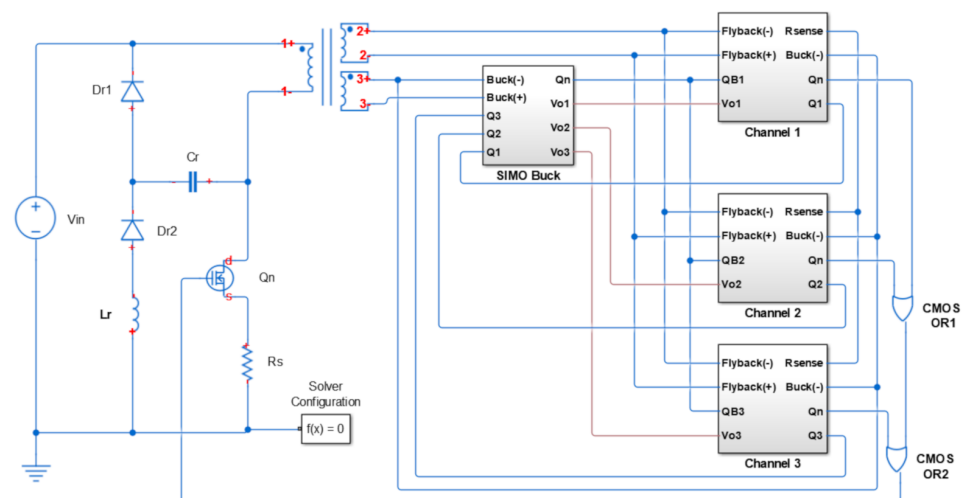 1+
1-
2+
2-
3+
3-
Dr1
Cr
- +
Vin
+
-
Dr2
Lr
+
d
s
Qn
Rs
Solver
Configuration
f(x) = 0
Buck(-) Qn
Buck(+) Vo1
Q3 Vo2
Q2
Q1 Vo3
SIMO Buck
Flyback(-) Rsense
Flyback(+) Buck(-)
QB1 Qn
Vo1 Q1
Channel 1
Flyback(-) Rsense
Flyback(+) Buck(-)
QB2 Qn
Vo2 Q2
Channel 2
CMOS
OR1
Flyback(-) Rsense
Flyback(+) Buck(-)
QB3 Qn
Vo3 Q3
Channel 3
CMOS
OR2